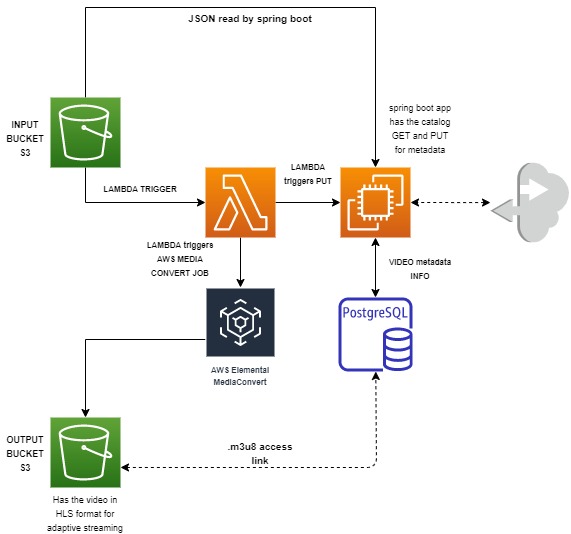 JSON read by spring boot
INPUT
BUCKET
S3
spring boot app
has the catalog
GET and PUT
for metadata
LAMBDA TRIGGER
LAMBDA
triggers PUT
LAMBDA triggers
AWS MEDIA
CONVERT JOB
VIDEO metadata
INFO
PostgreSQL
AWS Elemental
MediaConvert
OUTPUT
BUCKET
S3
.m3u8 access
link
Has the video in
HLS format for
adaptive streaming